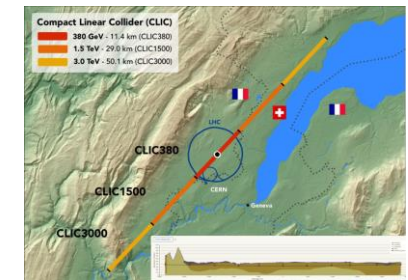 Compact Linear Collider (CLIC)
380 GeV - 11.4 km (CLIC380)
1.5 TeV - 29.0 km (CLIC1500)
3.0 TeV - 50.1 km (CLIC3000)
LHC
CLIC380
CERN
CLIC1500
Geneva
CLIC3000